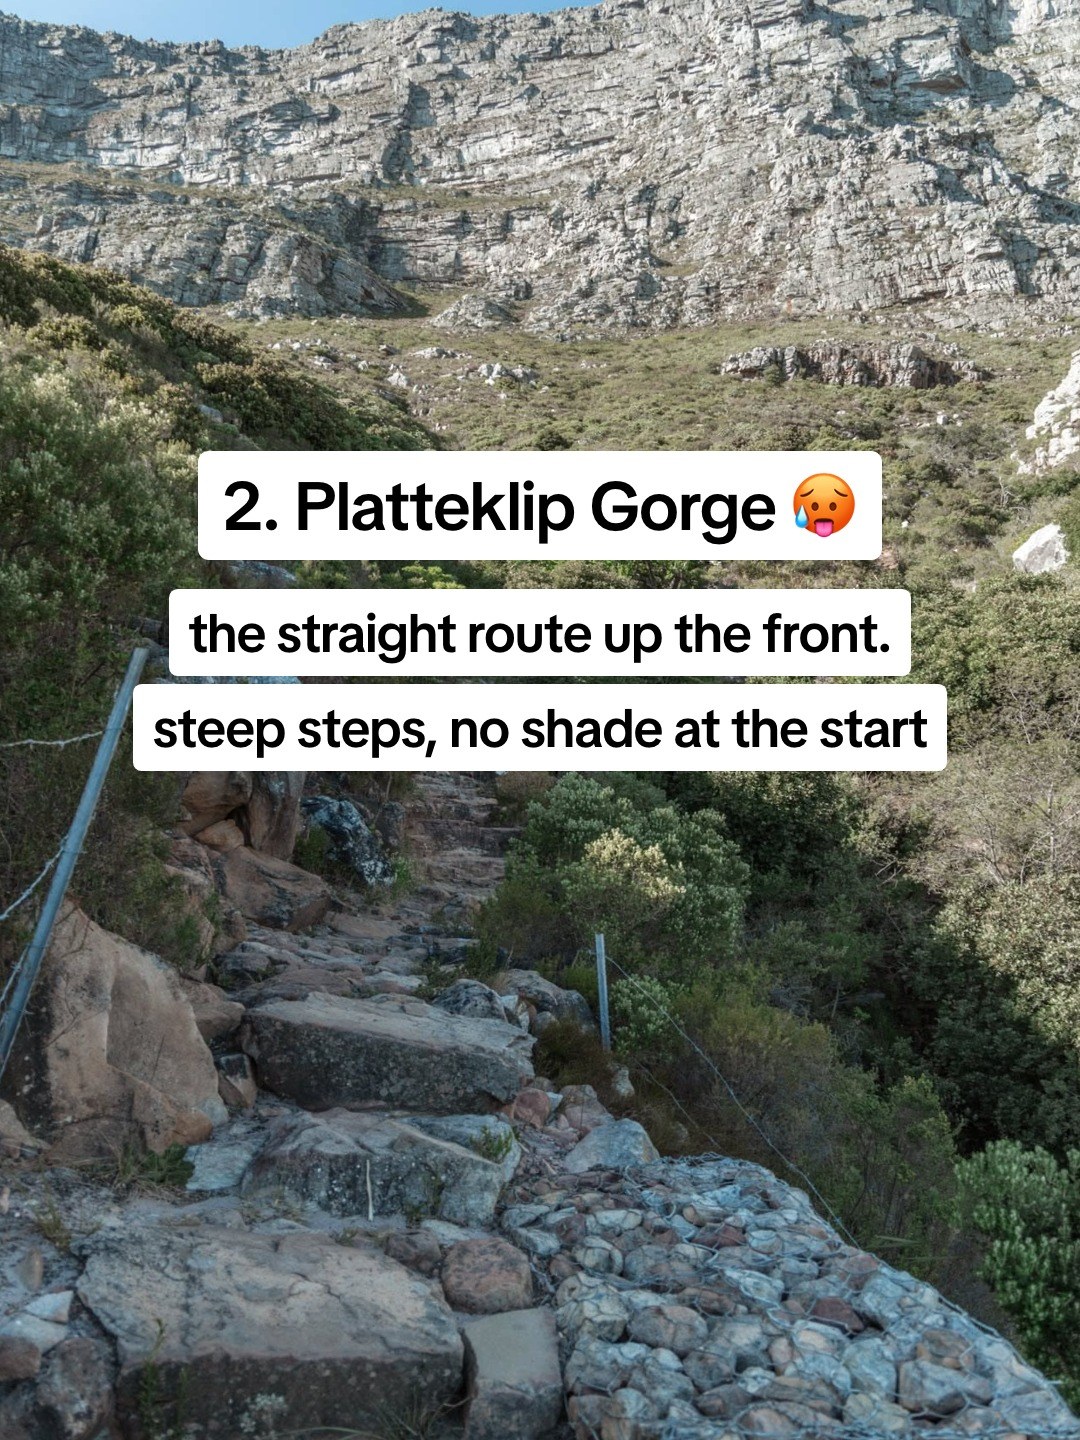 2. Platteklip Gorge 🥵
the straight route up the front.
steep steps, no shade at the start